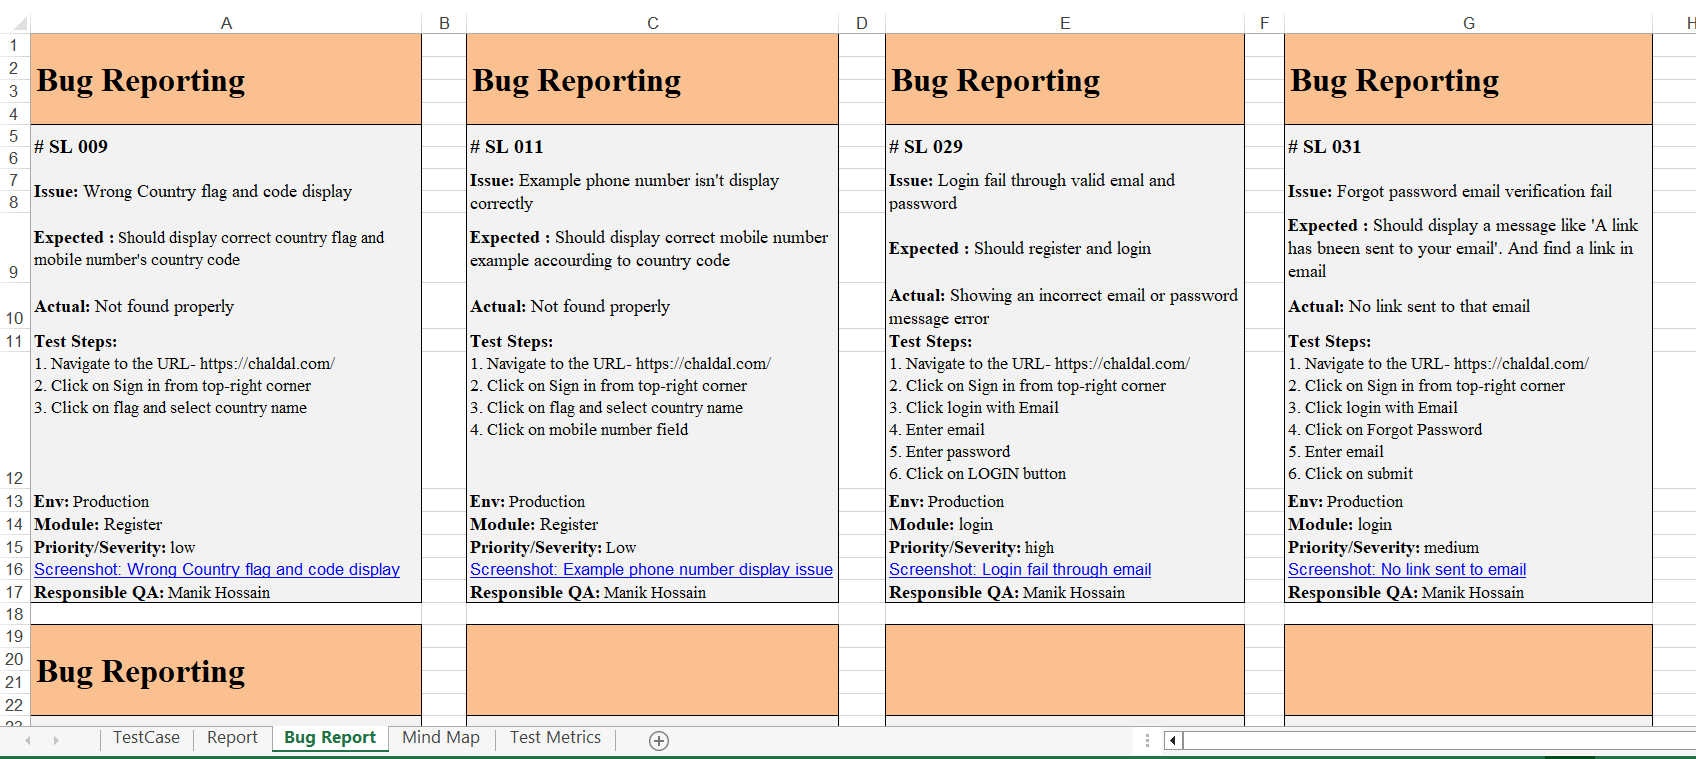 A B C D E F G H
1
2
3
4
Bug Reporting
Bug Reporting
Bug Reporting
Bug Reporting
5
6
7
8
9
10
11
12
13
14
15
16
17
# SL 009
Issue: Wrong Country flag and code display
Expected : Should display correct country flag and
mobile number's country code
Actual: Not found properly
Test Steps:
1. Navigate to the URL- https://chaldal.com/
2. Click on Sign in from top-right corner
3. Click on flag and select country name
Env: Production
Module: Register
Priority/Severity: low
Screenshot: Wrong Country flag and code display
Responsible QA: Manik Hossain
# SL 011
Issue: Example phone number isn't display
correctly
Expected : Should display correct mobile number
example accourding to country code
Actual: Not found properly
Test Steps:
1. Navigate to the URL- https://chaldal.com/
2. Click on Sign in from top-right corner
3. Click on flag and select country name
4. Click on mobile number field
Env: Production
Module: Register
Priority/Severity: Low
Screenshot: Example phone number display issue
Responsible QA: Manik Hossain
# SL 029
Issue: Login fail through valid emal and
password
Expected : Should register and login
Actual: Showing an incorrect email or password
message error
Test Steps:
1. Navigate to the URL- https://chaldal.com/
2. Click on Sign in from top-right corner
3. Click login with Email
4. Enter email
5. Enter password
6. Click on LOGIN button
Env: Production
Module: login
Priority/Severity: high
Screenshot: Login fail through email
Responsible QA: Manik Hossain
# SL 031
Issue: Forgot password email verification fail
Expected : Should display a message like 'A link
has bneen sent to your email'. And find a link in
email
Actual: No link sent to that email
Test Steps:
1. Navigate to the URL- https://chaldal.com/
2. Click on Sign in from top-right corner
3. Click login with Email
4. Click on Forgot Password
5. Enter email
6. Click on submit
Env: Production
Module: login
Priority/Severity: medium
Screenshot: No link sent to email
Responsible QA: Manik Hossain
18
19
20
21
22
23
Bug Reporting
TestCase Report Bug Report Mind Map Test Metrics